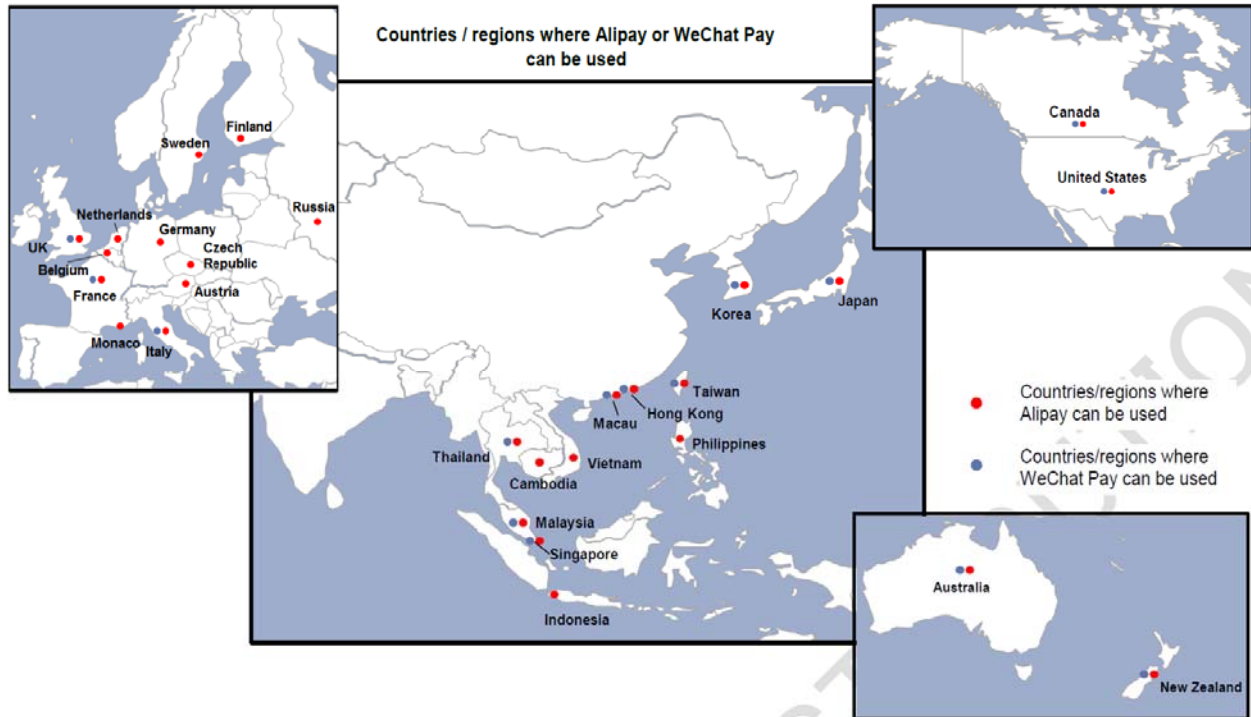 Countries / regions where Alipay or WeChat Pay
can be used
Finland
Sweden
Russia
Netherlands
Germany
UK
Czech
Republic
Belgium
France
Austria
Monaco
Italy
Canada
United States
Korea
Japan
Taiwan
Hong Kong
Macau
Philippines
Thailand
Vietnam
Cambodia
Malaysia
Singapore
Indonesia
Countries/regions where
Alipay can be used
Countries/regions where
WeChat Pay can be used
Australia
New Zealand